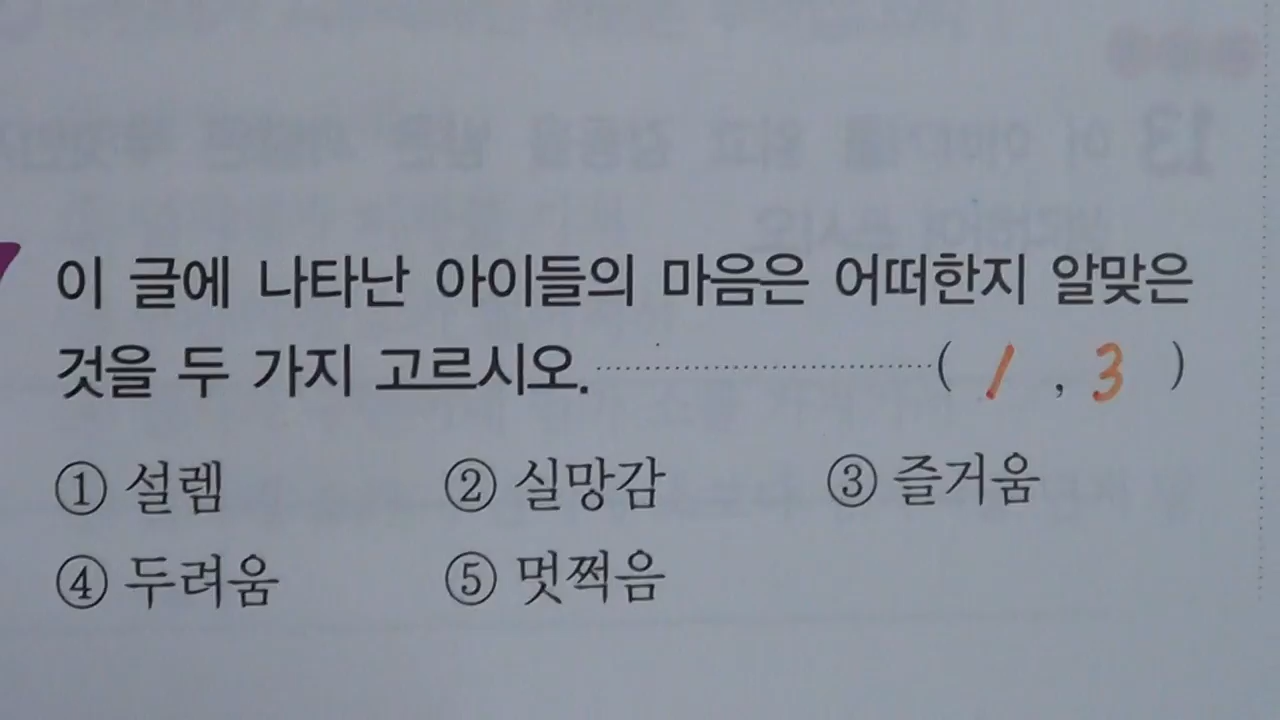 이 글에 나타난 아이들의 마음은 어떠한지 알맞은
것을 두 가지 고르시오. ( 1 , 3 )
① 설렘 ② 실망감 ③ 즐거움
④ 두려움 ⑤ 멋쩍음